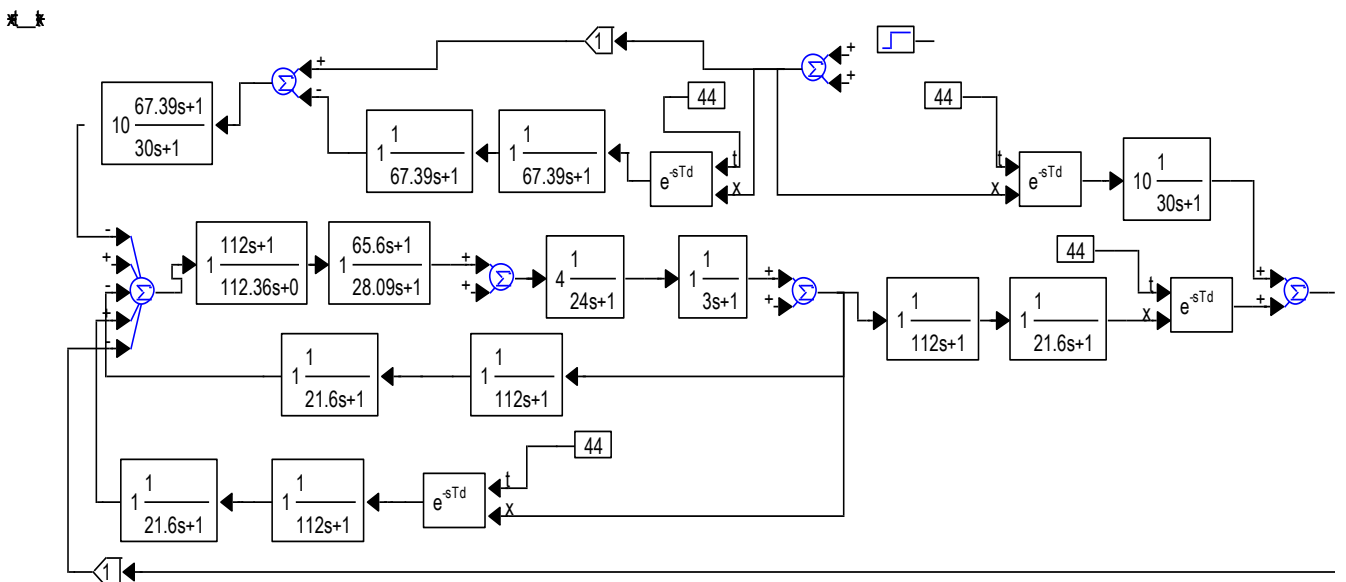 1
Σ + -
Σ + +
10 67.39s+1 / 30s+1
44
44
1 1 / 67.39s+1
1 1 / 67.39s+1
e-sTd t x
t x e-sTd
10 1 / 30s+1
- + - + - Σ
1 112s+1 / 112.36s+0
1 65.6s+1 / 28.09s+1
+ + Σ
4 1 / 24s+1
1 1 / 3s+1
+ + Σ
44
1 1 / 112s+1
1 1 / 21.6s+1
t x e-sTd
+ + Σ
1 1 / 21.6s+1
1 1 / 112s+1
44
1 1 / 21.6s+1
1 1 / 112s+1
e-sTd t x
1